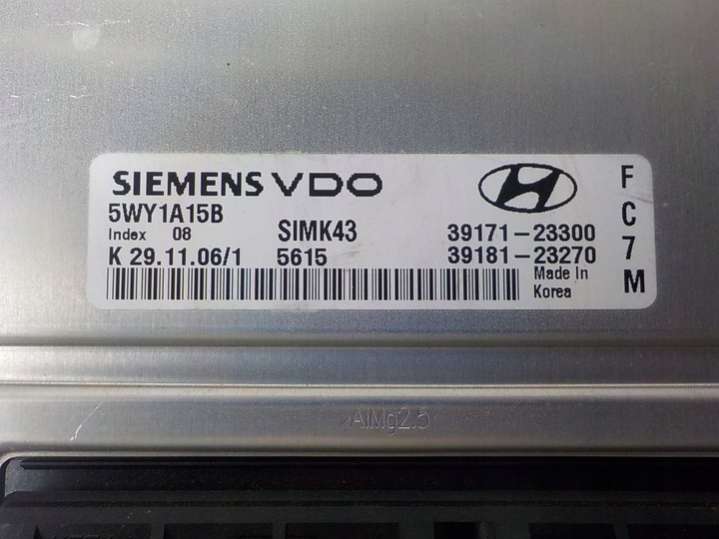 SIEMENS VDO
5WY1A15B
Index 08 SIMK43 39171-23300
K 29.11.06/1 5615 39181-23270
Made In
Korea
F
C
7
M
AlMg2.5